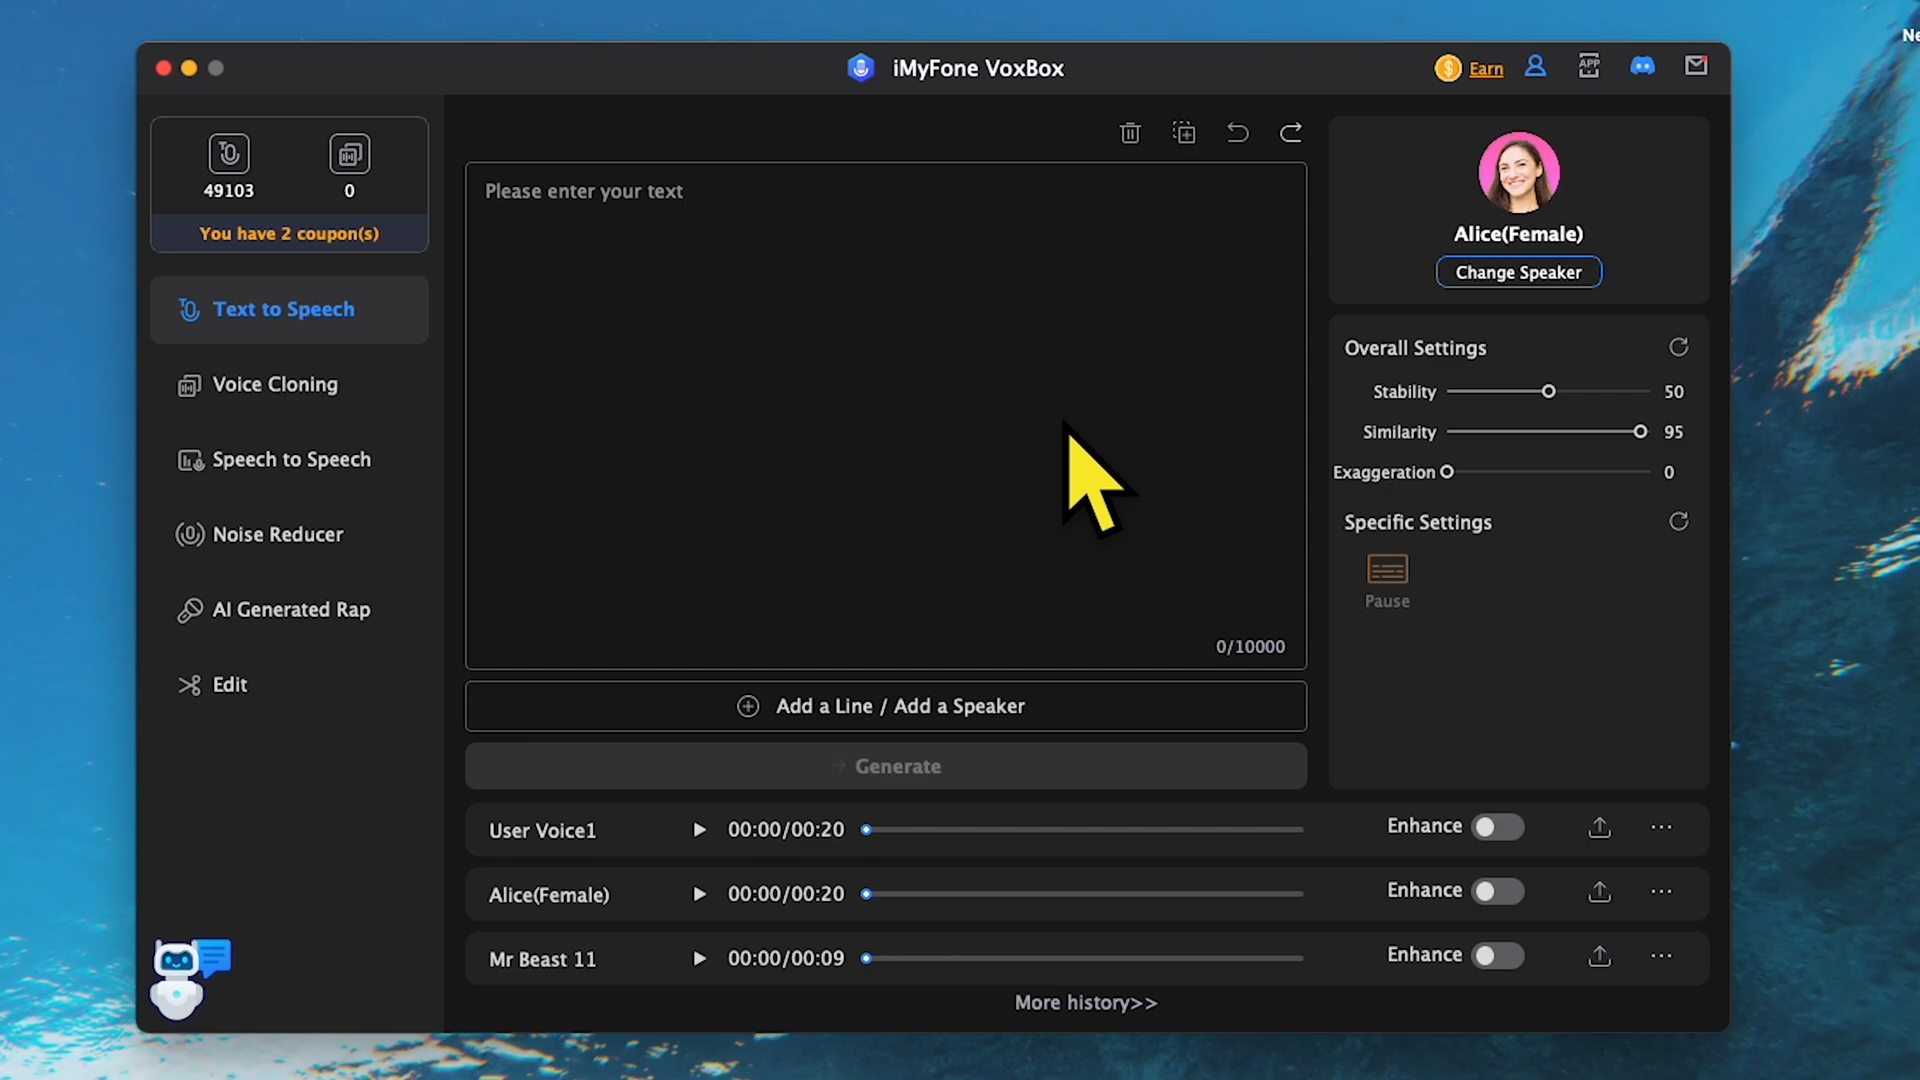 Ne
iMyFone VoxBox
Earn
APP
49103
0
You have 2 coupon(s)
Text to Speech
Voice Cloning
Speech to Speech
Noise Reducer
AI Generated Rap
Edit
Please enter your text
0/10000
Add a Line / Add a Speaker
Generate
Alice(Female)
Change Speaker
Overall Settings
Stability 50
Similarity 95
Exaggeration 0
Specific Settings
Pause
User Voice1 00:00/00:20 Enhance
Alice(Female) 00:00/00:20 Enhance
Mr Beast 11 00:00/00:09 Enhance
More history>>